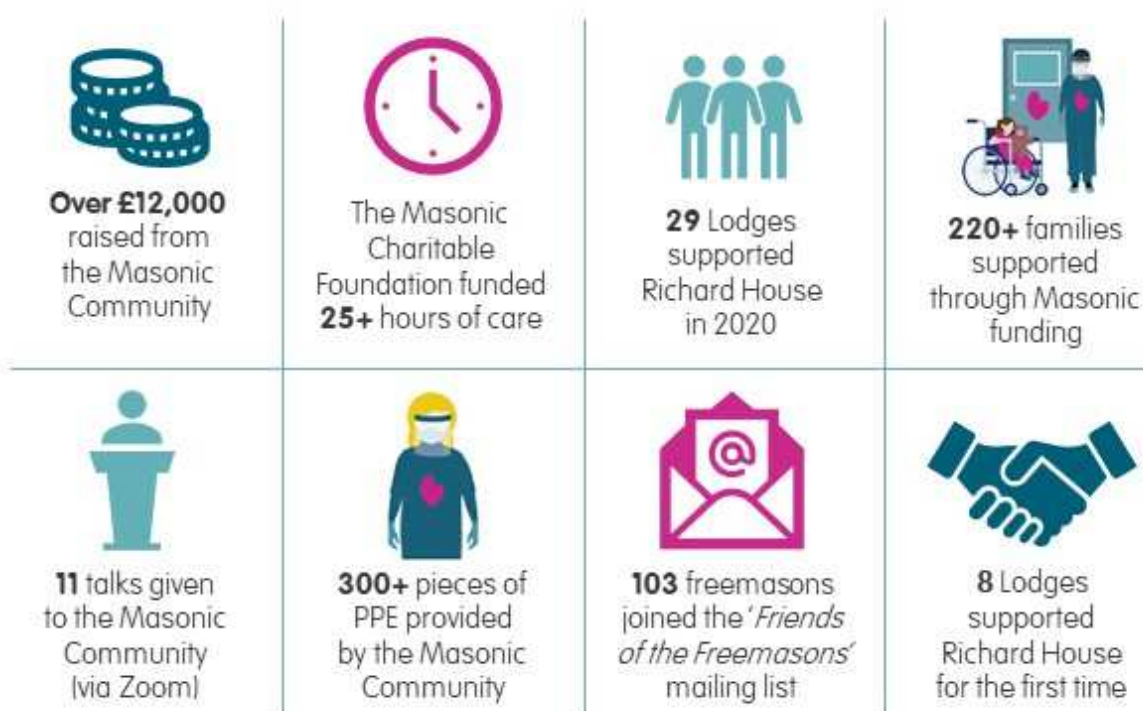 Over £12,000
raised from
the Masonic
Community
The Masonic
Charitable
Foundation funded
25+ hours of care
29 Lodges
supported
Richard House
in 2020
220+ families
supported
through Masonic
funding
11 talks given
to the Masonic
Community
(via Zoom)
300+ pieces of
PPE provided
by the Masonic
Community
@
103 freemasons
joined the 'Friends
of the Freemasons'
mailing list
8 Lodges
supported
Richard House
for the first time